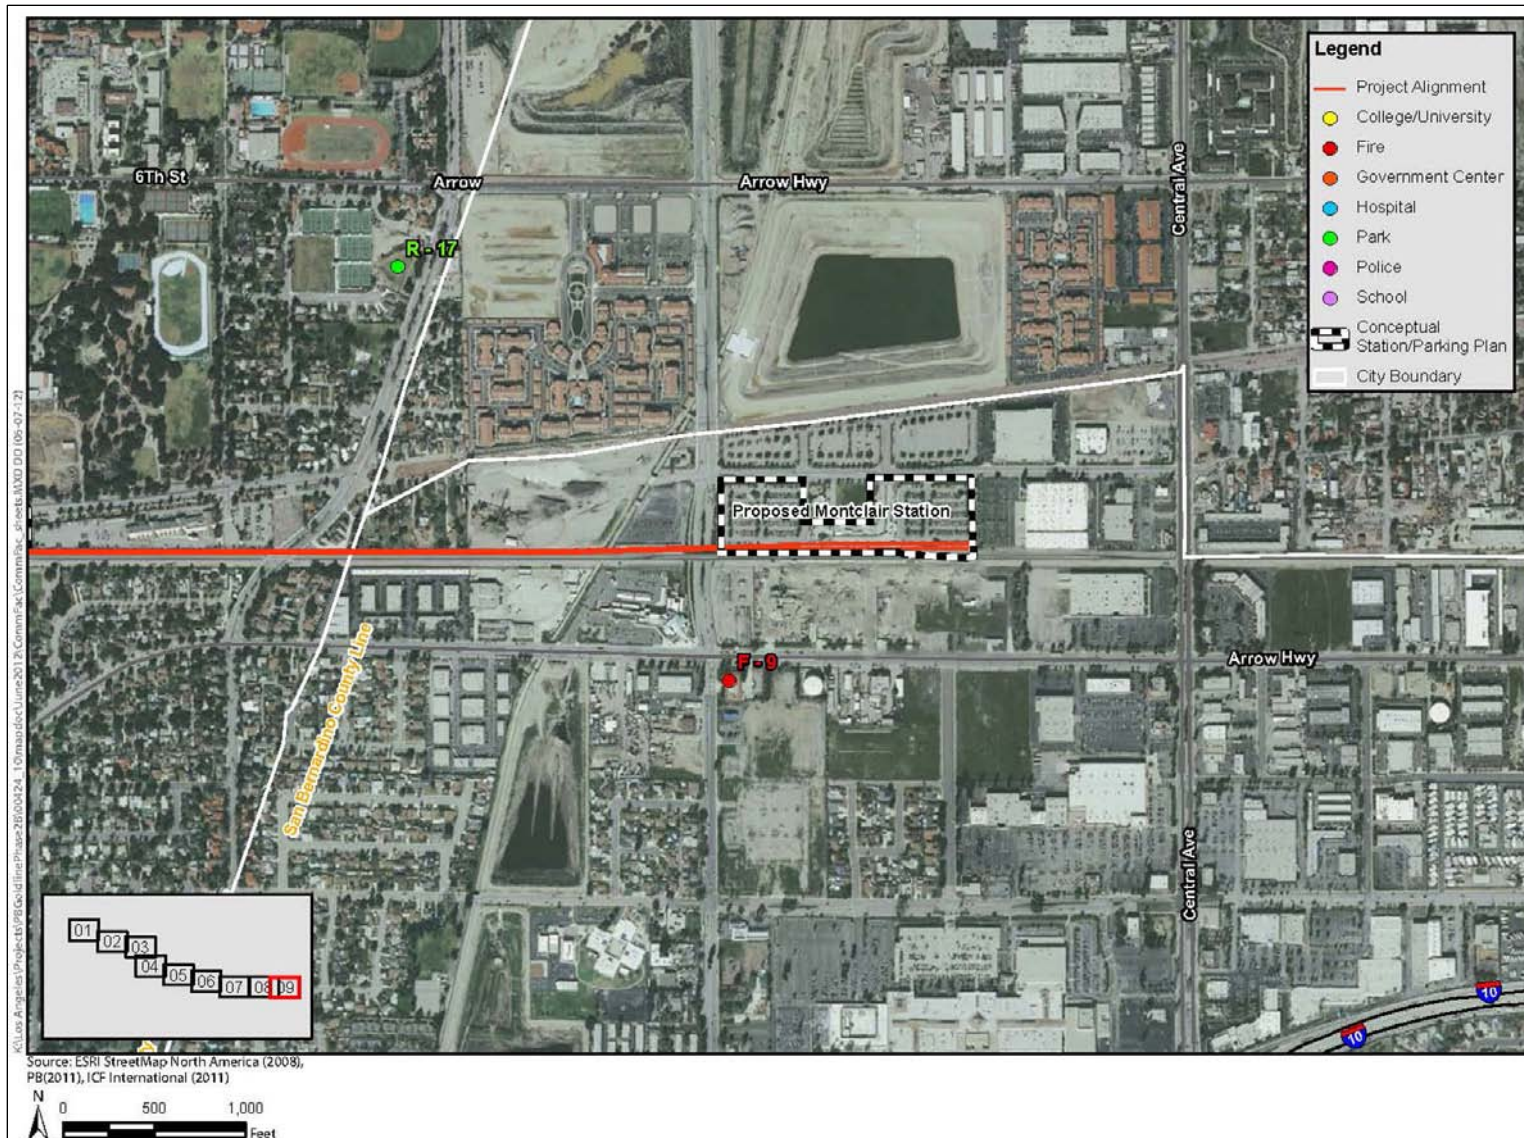 Legend
Project Alignment
College/University
Fire
Government Center
Hospital
Park
Police
School
Conceptual
Station/Parking Plan
City Boundary
6Th St
Arrow
Arrow Hwy
Central Ave
R - 17
Proposed Montclair Station
F - 9
Arrow Hwy
San Bernardino County Line
Central Ave
10
10
01
02
03
04
05
06
07
08
09
y
Source: ESRI StreetMap North America (2008),
PB(2011), ICF International (2011)
N
0 500 1,000
Feet